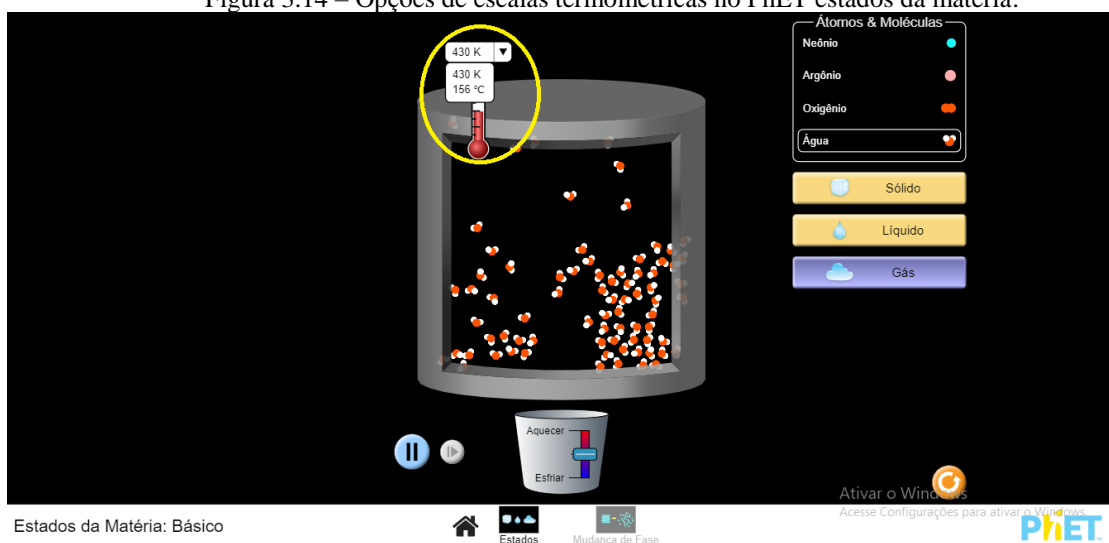 Figura 3.14 – Opções de escalas termométricas no PhET estados da matéria.
430 K
430 K
156 °C
Átomos & Moléculas
Neônio
Argônio
Oxigênio
Água
Sólido
Líquido
Gás
Aquecer
Esfriar
Ativar o Windows
Acesse Configurações para ativar o Windows.
Estados da Matéria: Básico
Estados
Mudança de Fase
PhET